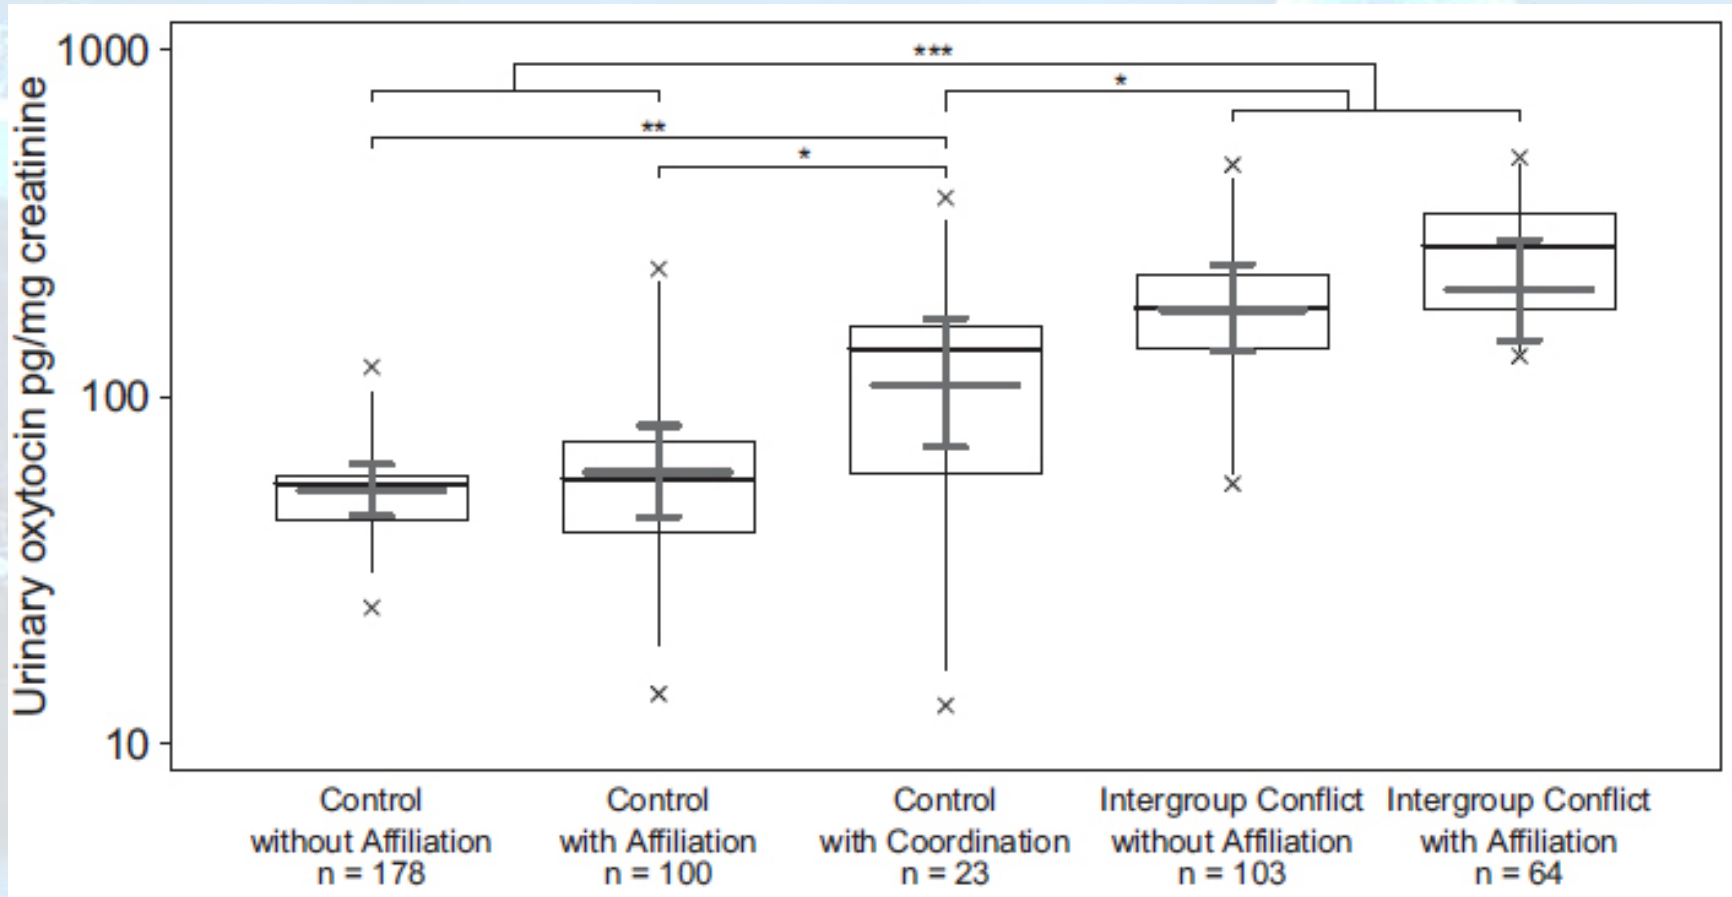 Urinary oxytocin pg/mg creatinine
1000
100
10
***
*
**
*
Control
without Affiliation
n = 178
Control
with Affiliation
n = 100
Control
with Coordination
n = 23
Intergroup Conflict
without Affiliation
n = 103
Intergroup Conflict
with Affiliation
n = 64